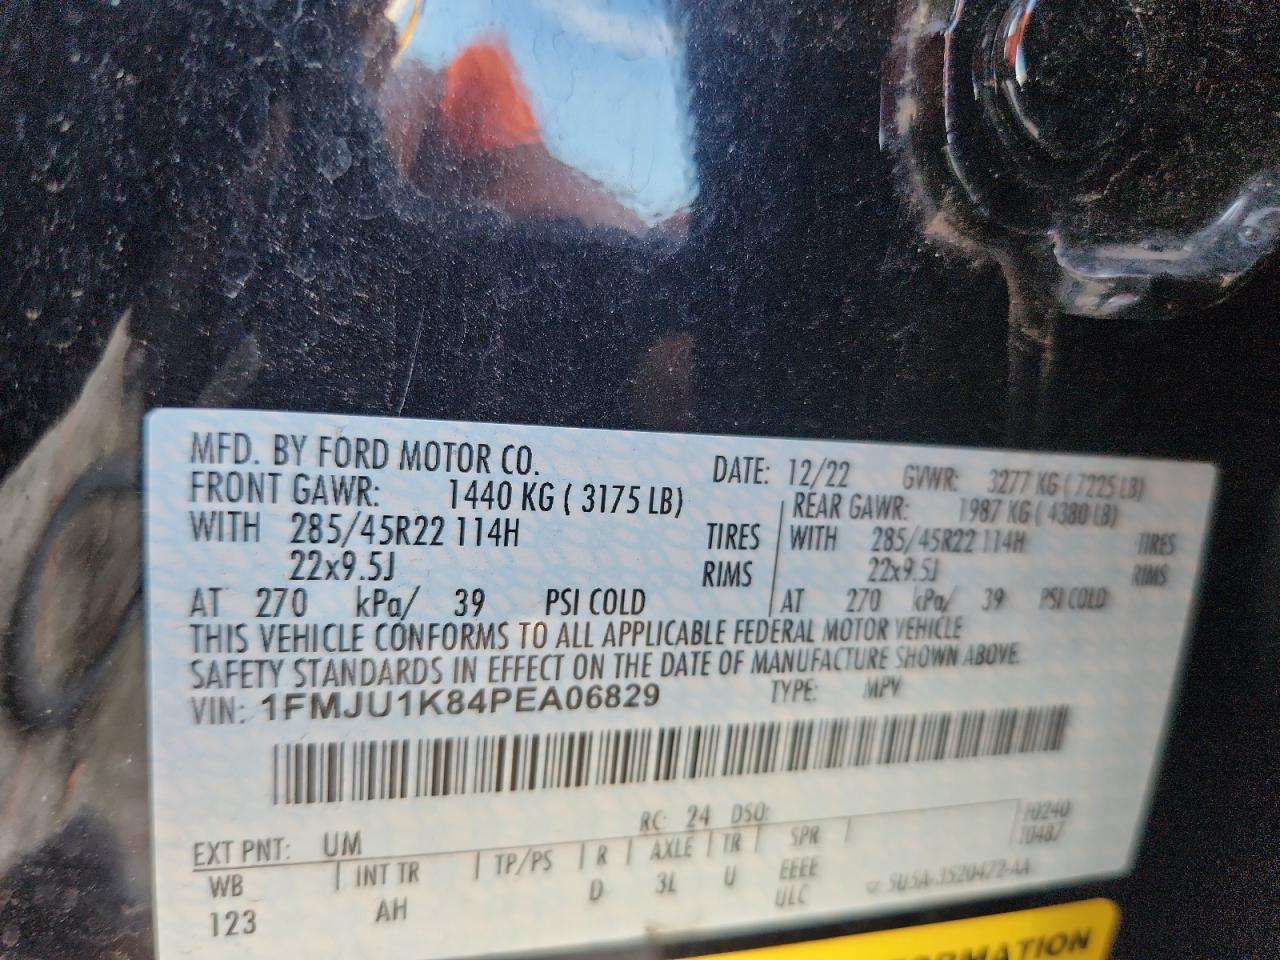 MFD. BY FORD MOTOR CO. DATE: 12/22 GVWR: 3277 KG ( 7225 LB)
FRONT GAWR: 1440 KG ( 3175 LB) REAR GAWR: 1987 KG ( 4380 LB)
WITH 285/45R22 114H TIRES WITH 285/45R22 114H TIRES
22x9.5J RIMS 22x9.5J RIMS
AT 270 kPa/ 39 PSI COLD AT 270 kPa/ 39 PSI COLD
THIS VEHICLE CONFORMS TO ALL APPLICABLE FEDERAL MOTOR VEHICLE
SAFETY STANDARDS IN EFFECT ON THE DATE OF MANUFACTURE SHOWN ABOVE.
VIN: 1FMJU1K84PEA06829 TYPE: MPV
RC: 24 DSO:
EXT PNT: UM F0240
WB INT TR TP/PS R AXLE TR SPR T0487
123 AH D 3L U EEEE
ULC
ORMATION